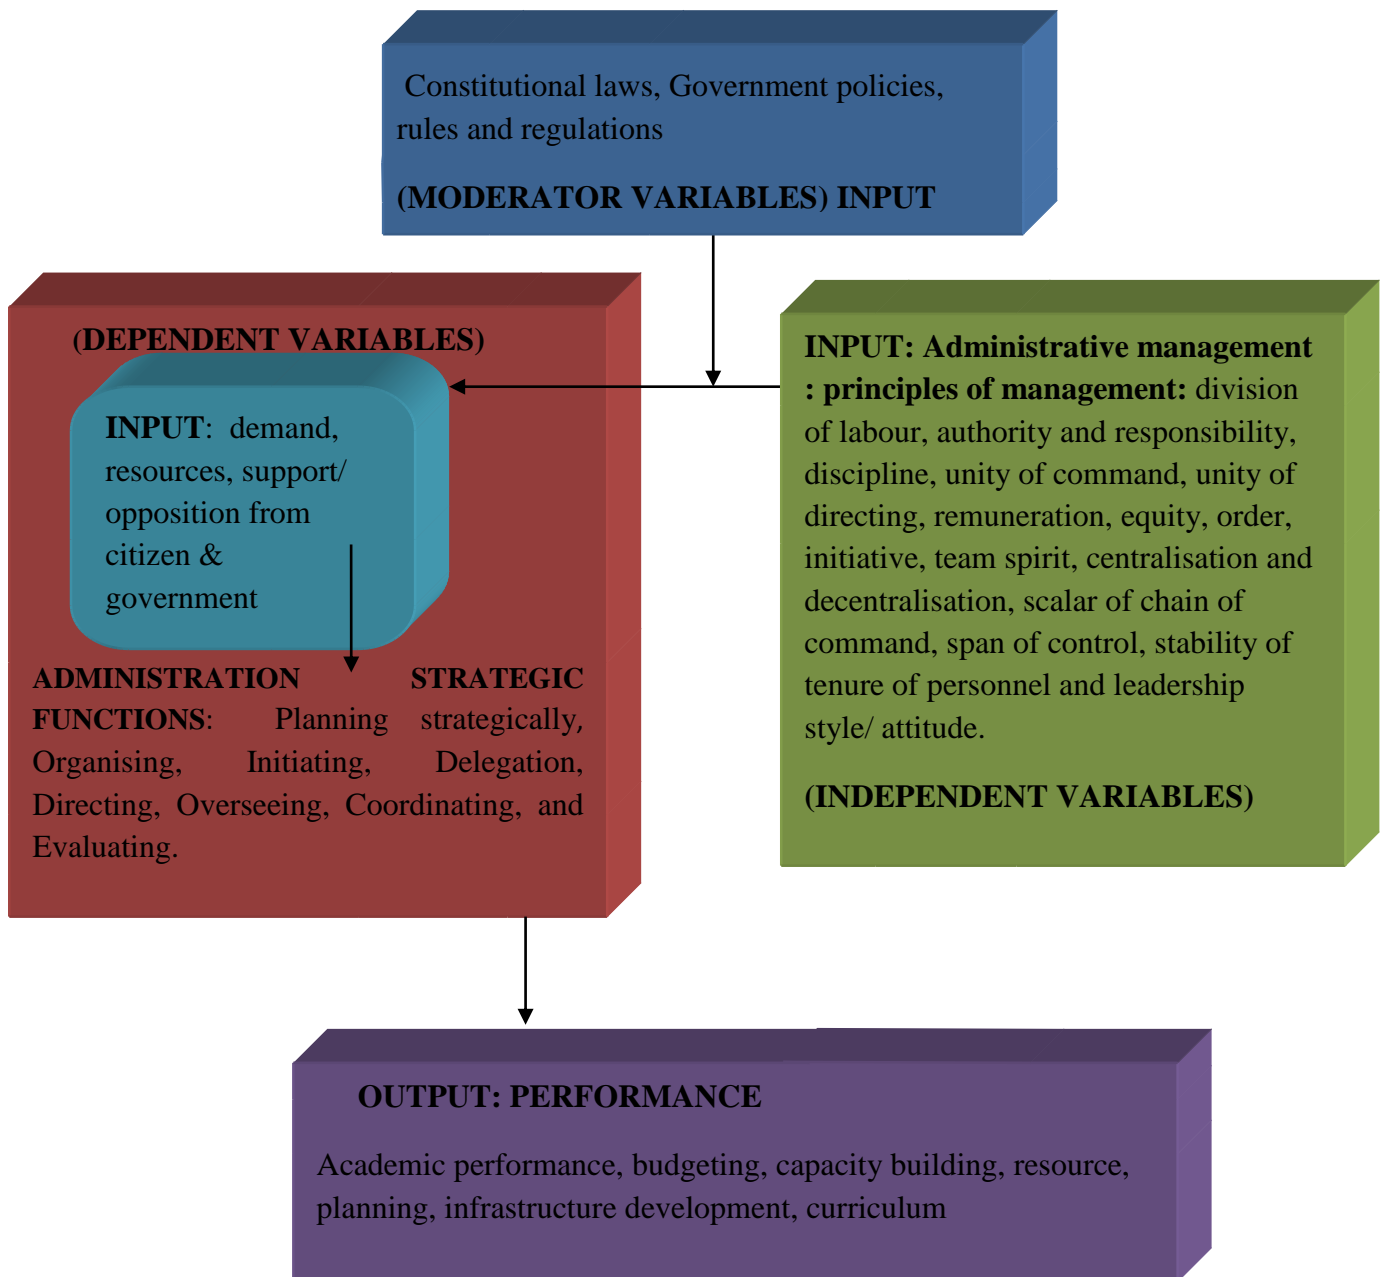 Constitutional laws, Government policies,
rules and regulations
(MODERATOR VARIABLES) INPUT
(DEPENDENT VARIABLES)
INPUT: demand,
resources, support/
opposition from
citizen &
government
ADMINISTRATION STRATEGIC
FUNCTIONS: Planning strategically,
Organising, Initiating, Delegation,
Directing, Overseeing, Coordinating, and
Evaluating.
INPUT: Administrative management
: principles of management: division
of labour, authority and responsibility,
discipline, unity of command, unity of
directing, remuneration, equity, order,
initiative, team spirit, centralisation and
decentralisation, scalar of chain of
command, span of control, stability of
tenure of personnel and leadership
style/ attitude.
(INDEPENDENT VARIABLES)
OUTPUT: PERFORMANCE
Academic performance, budgeting, capacity building, resource,
planning, infrastructure development, curriculum